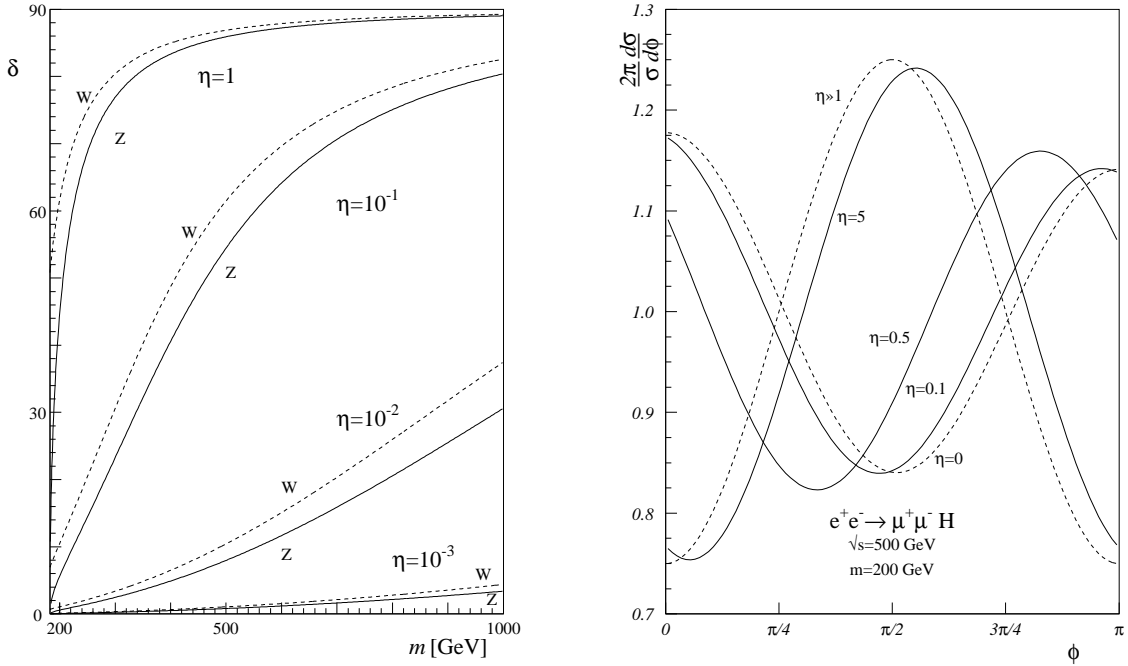 90
δ
60
30
0
200
500
1000
m [GeV]
W
η=1
Z
W
η=10⁻¹
Z
η=10⁻²
W
Z
η=10⁻³
W
Z
1.3
2π dσ
σ dϕ
1.2
1.1
1.0
0.9
0.8
0.7
η»1
η=5
η=0.5
η=0.1
η=0
e⁺e⁻→ μ⁺μ⁻ H
√s=500 GeV
m=200 GeV
0
π/4
π/2
3π/4
π
ϕ